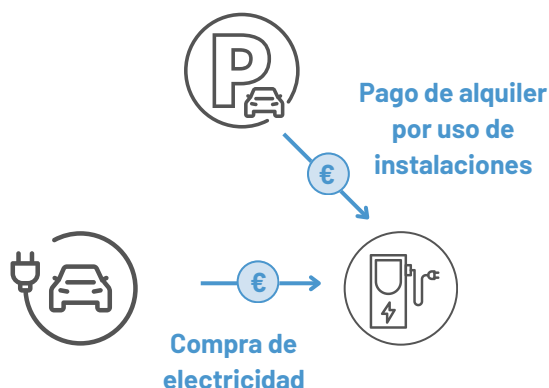 P
Pago de alquiler
por uso de
instalaciones
€
€
Compra de
electricidad